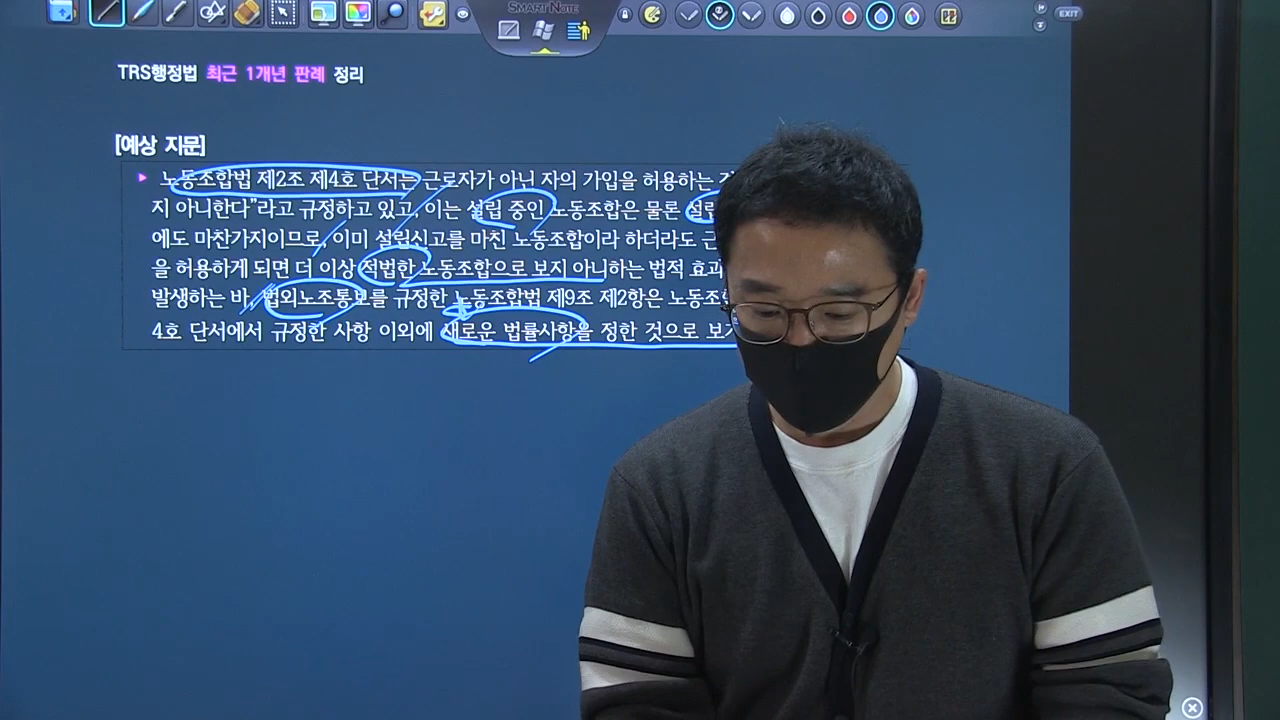 SMARTNOTE
EXIT
TRS행정법 최근 1개년 판례 정리
[예상 지문]
노동조합법 제2조 제4호 단서는 근로자가 아닌 자의 가입을 허용하는
지 아니한다”라고 규정하고 있고, 이는 설립 중인 노동조합은 물론 설립
에도 마찬가지이므로, 이미 설립신고를 마친 노동조합이라 하더라도
을 허용하게 되면 더 이상 적법한 노동조합으로 보지 아니하는 법적 효과
발생하는 바, 법외노조통보를 규정한 노동조합법 제9조 제2항은
4호 단서에서 규정한 사항 이외에 새로운 법률사항을 정한 것으로